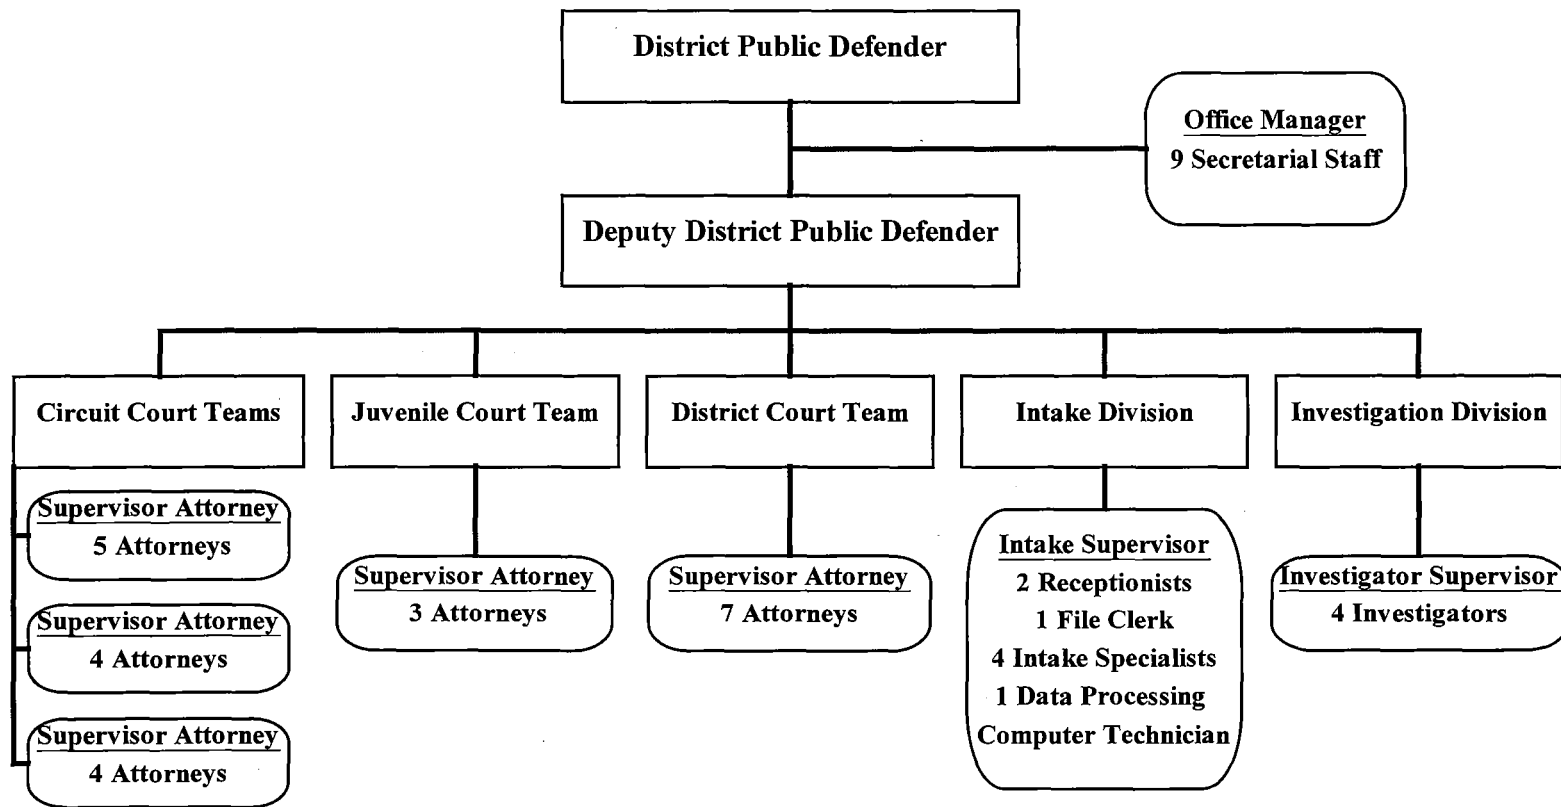 District Public Defender
Office Manager
9 Secretarial Staff
Deputy District Public Defender
Circuit Court Teams
Juvenile Court Team
District Court Team
Intake Division
Investigation Division
Supervisor Attorney
5 Attorneys
Supervisor Attorney
4 Attorneys
Supervisor Attorney
4 Attorneys
Supervisor Attorney
3 Attorneys
Supervisor Attorney
7 Attorneys
Intake Supervisor
2 Receptionists
1 File Clerk
4 Intake Specialists
1 Data Processing
Computer Technician
Investigator Supervisor
4 Investigators